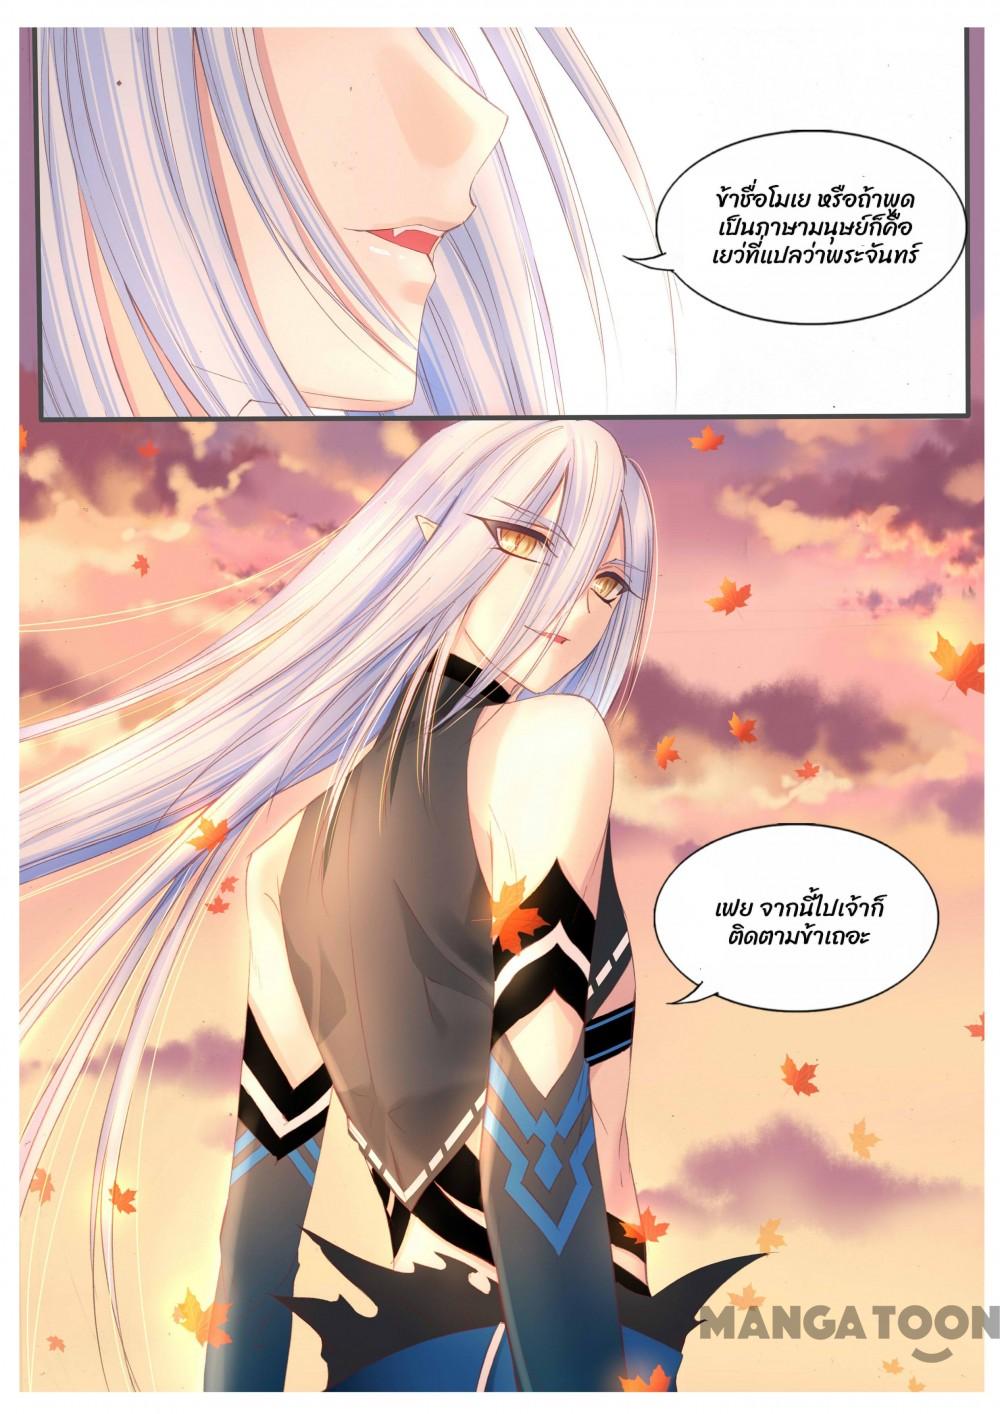 ข้าชื่อโมเย หรือถ้าพูด
เป็นภาษามนุษย์ก็คือ
เยว่ที่แปลว่าพระจันทร์
เฟย จากนี้ไปเจ้าก็
ติดตามข้าเถอะ
MANGATOON